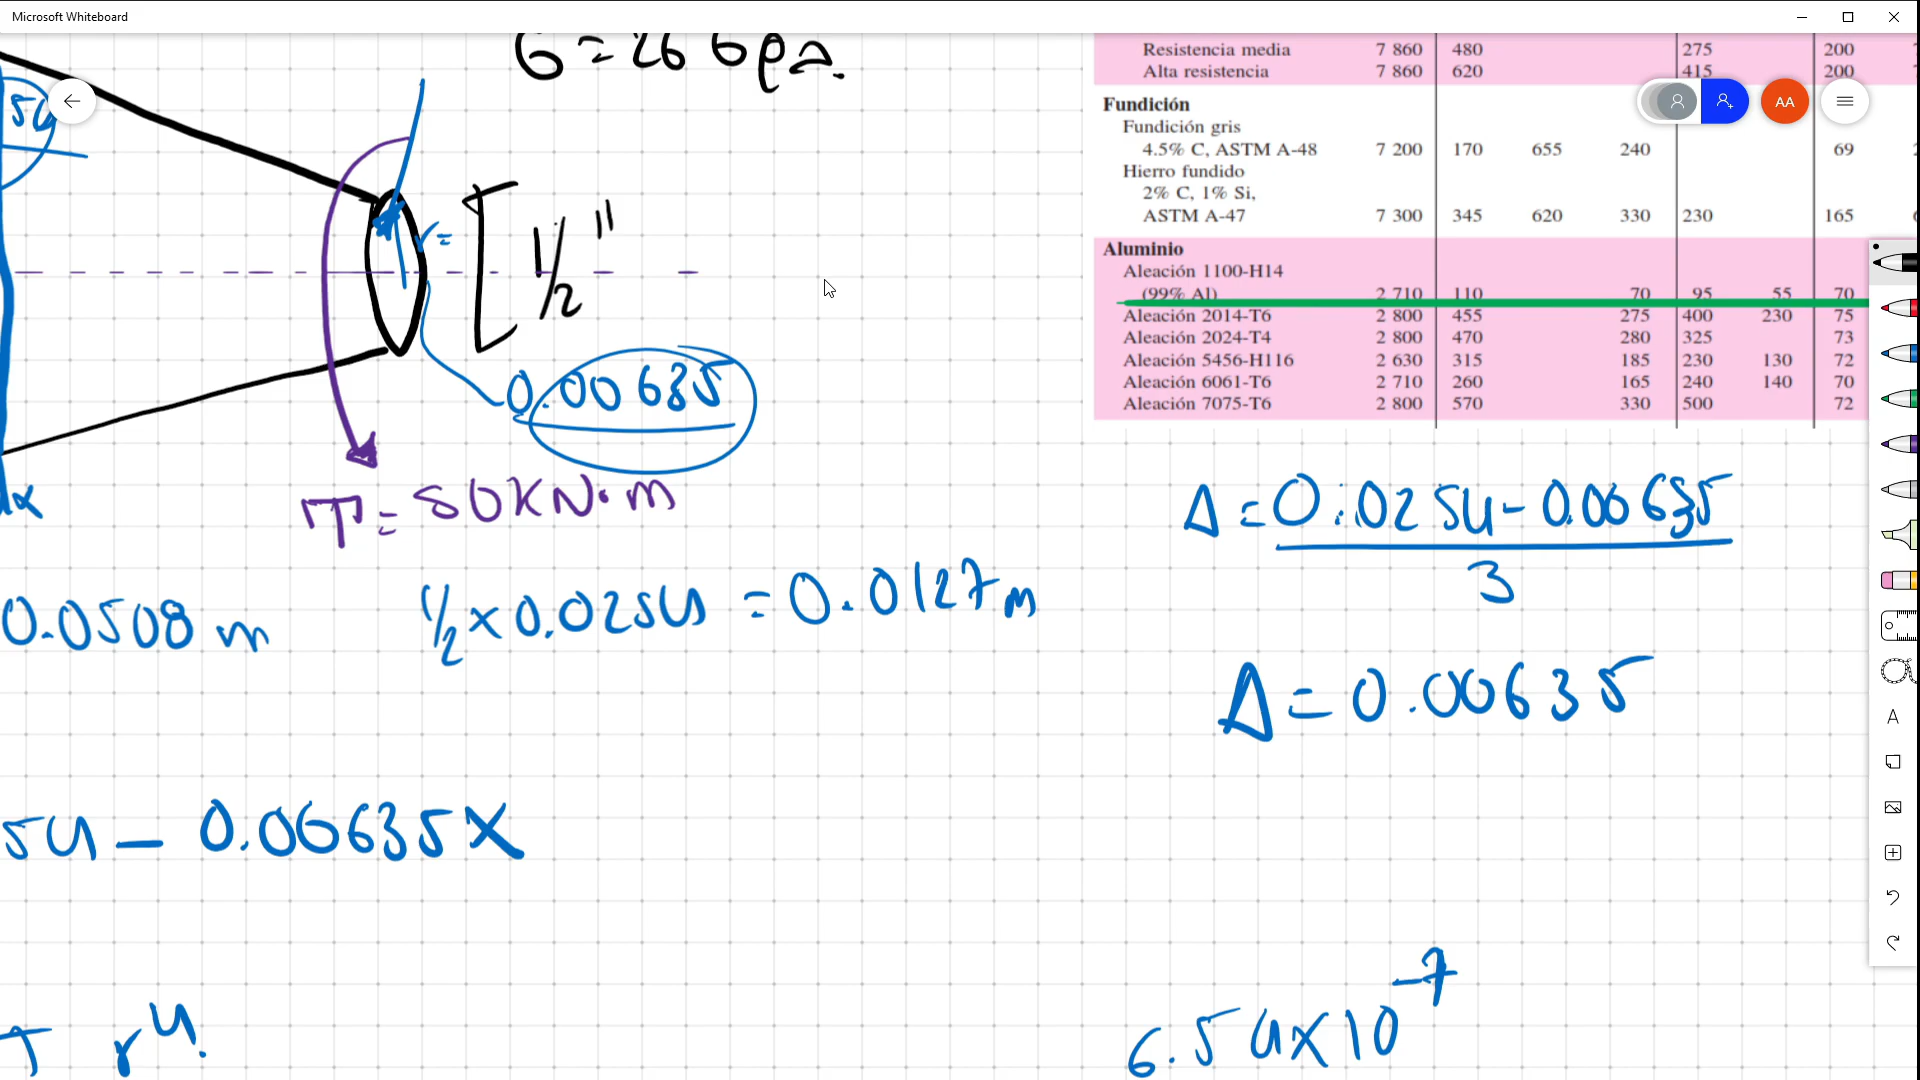 Microsoft Whiteboard
G = 26 Gpa.
Resistencia media 7 860 480 275 200
Alta resistencia 7 860 620 415 200
AA
Fundición
Fundición gris
4.5% C, ASTM A-48 7 200 170 655 240 69
Hierro fundido
2% C, 1% Si,
ASTM A-47 7 300 345 620 330 230 165
Aluminio
Aleación 1100-H14
(99% Al) 2 710 110 70 95 55 70
Aleación 2014-T6 2 800 455 275 400 230 75
Aleación 2024-T4 2 800 470 280 325 73
Aleación 5456-H116 2 630 315 185 230 130 72
Aleación 6061-T6 2 710 260 165 240 140 70
Aleación 7075-T6 2 800 570 330 500 72
54
r=
1/2"
0.00635
T = 80KN·m
x
Δ = 0.0254 - 0.00635
3
0.0508 m
1/2 x 0.0254 = 0.0127 m
Δ = 0.00635
54 - 0.00635x
r4.
6.54x10-7
A